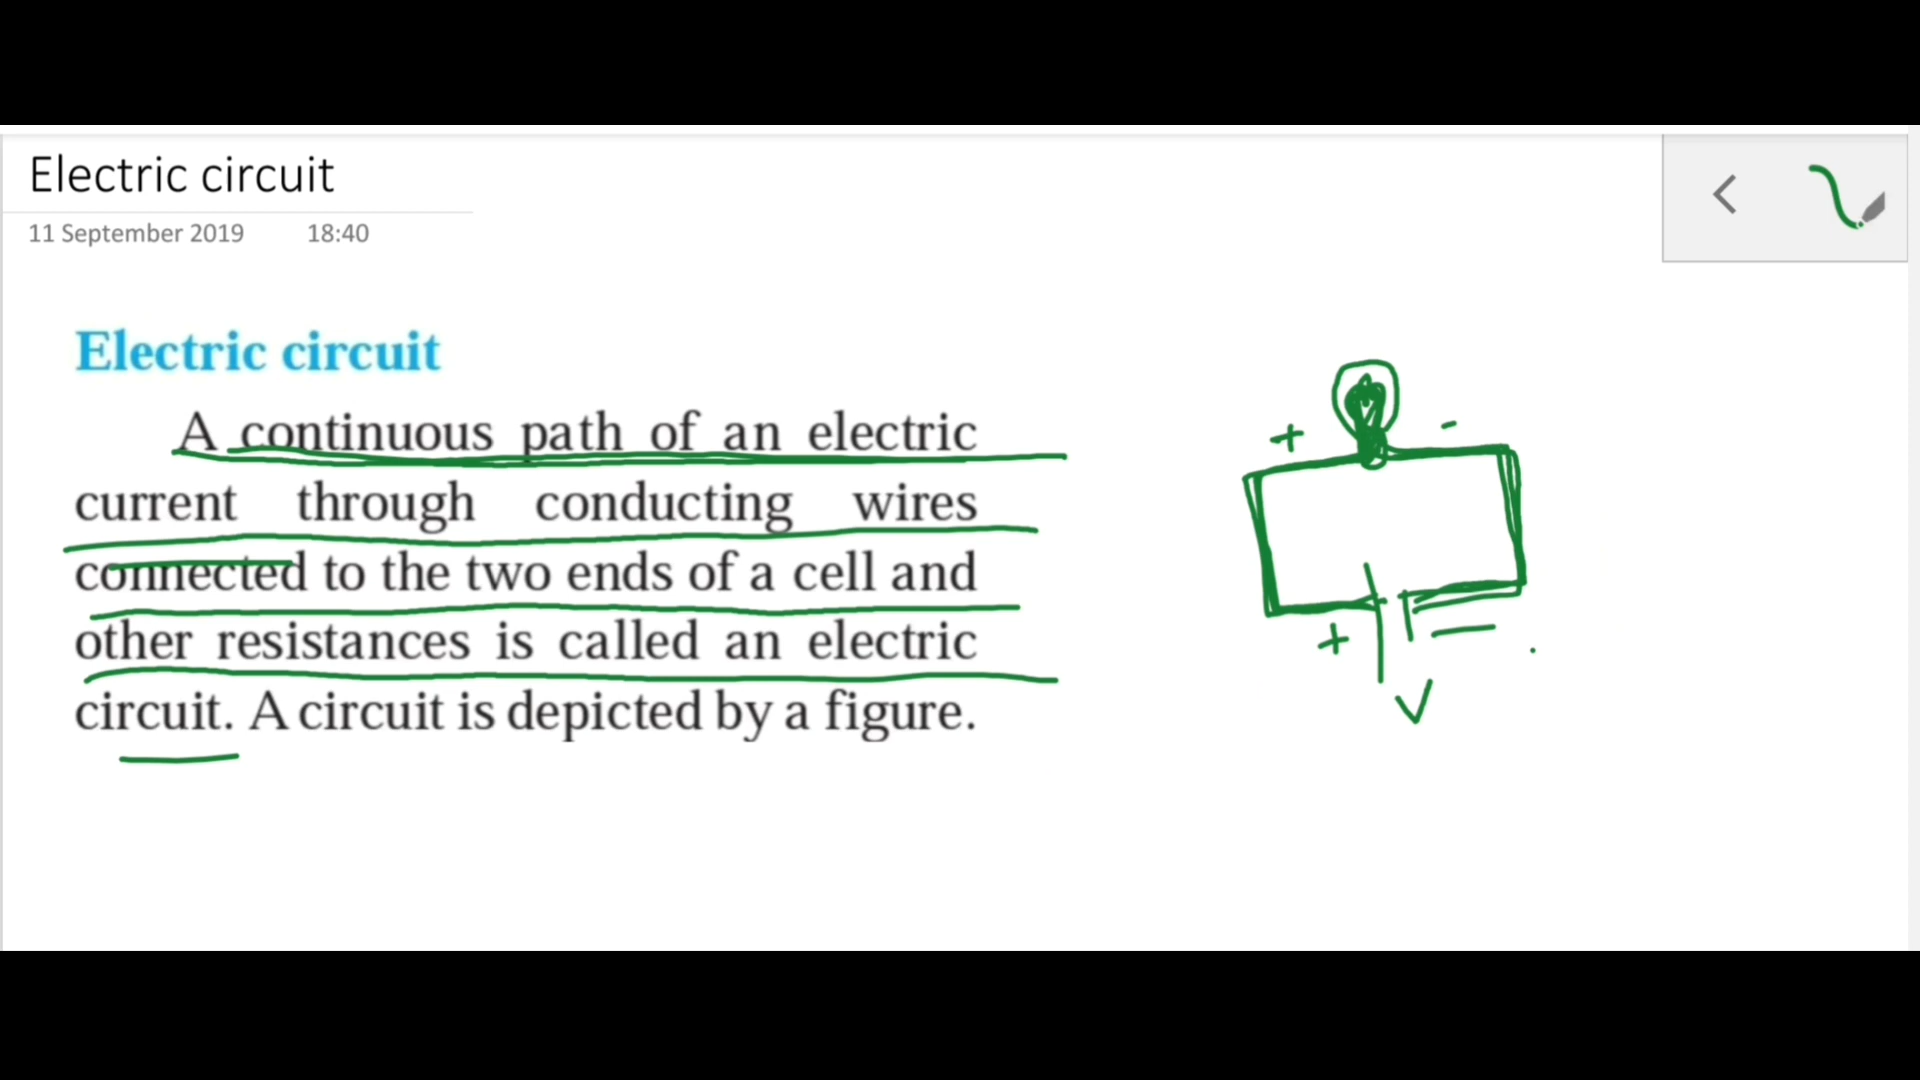 Electric circuit
11 September 2019 18:40
Electric circuit
A continuous path of an electric
current through conducting wires
connected to the two ends of a cell and
other resistances is called an electric
circuit. A circuit is depicted by a figure.
+ -
+ -
V